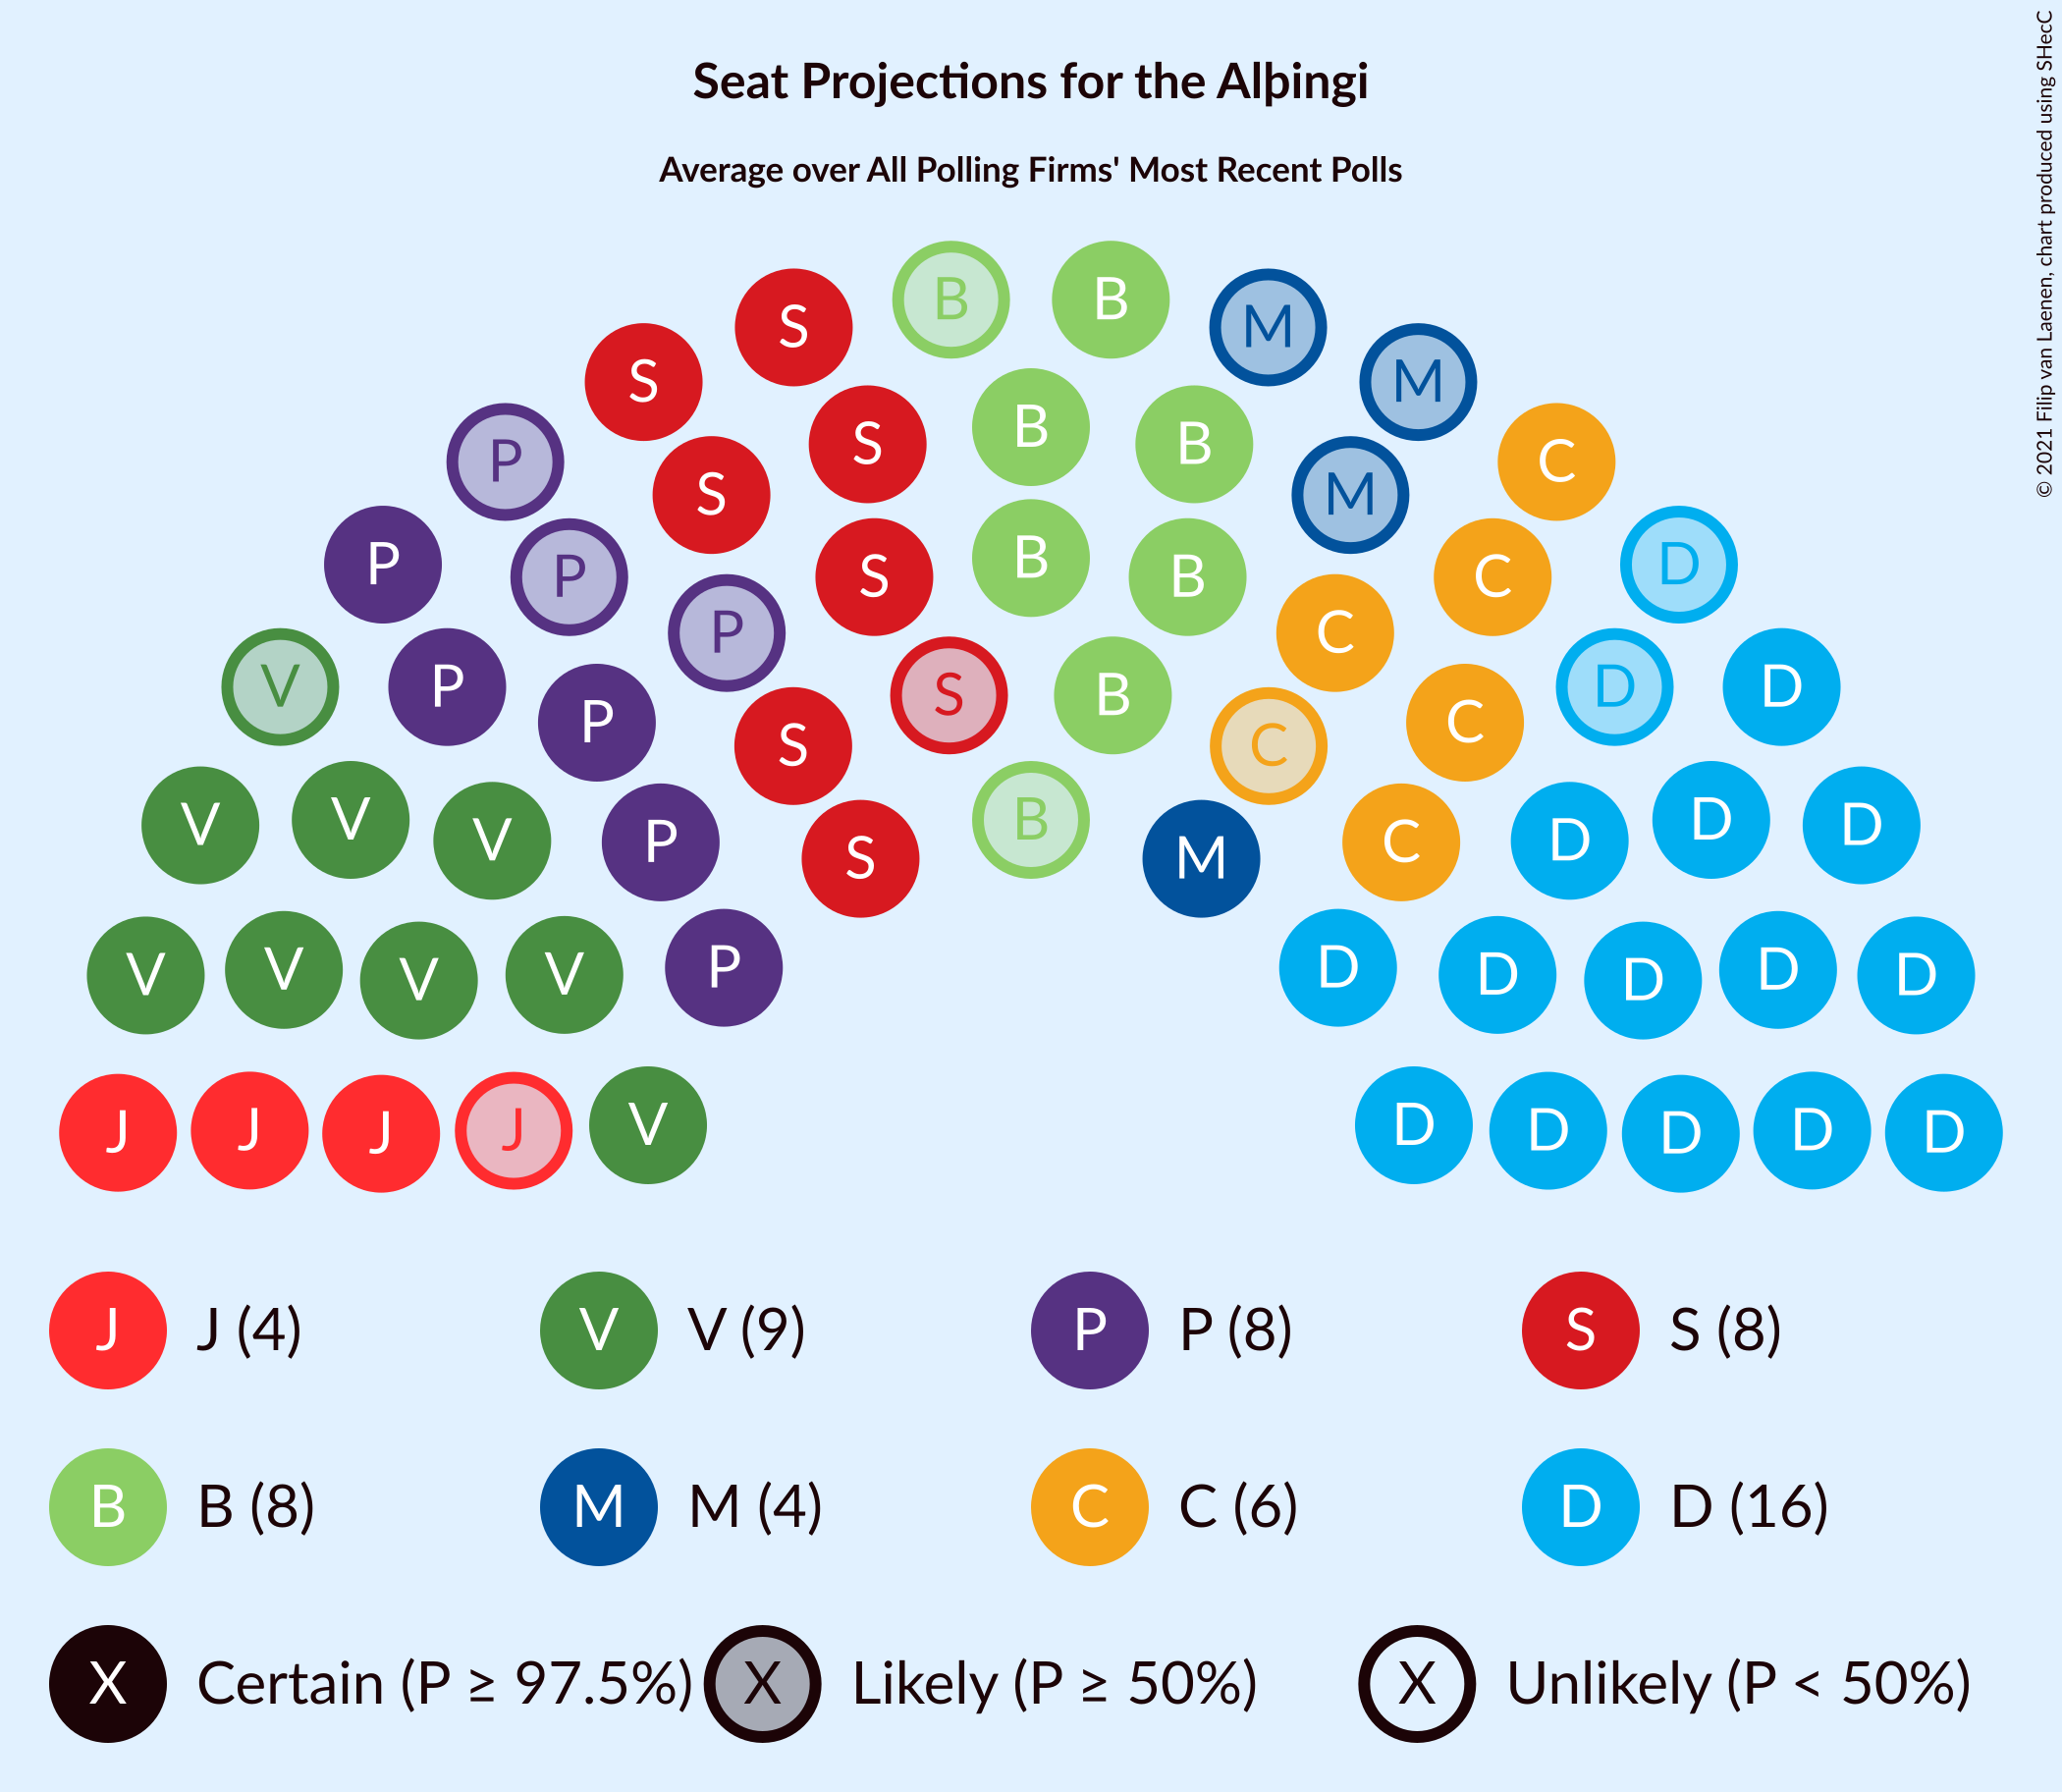 Seat Projections for the Alþingi
Average over All Polling Firms' Most Recent Polls
© 2021 Filip van Laenen, chart produced using SHecC
B B
S M
S M
P B C
S B
S M
P B D
P S B C
P C
V P S B D D
P C
S C
V V V P B D D D
S M C
V V V V P D D D D D
J J J J V D D D D D
J J (4) V V (9) P P (8) S S (8)
B B (8) M M (4) C C (6) D D (16)
X Certain (P ≥ 97.5%) X Likely (P ≥ 50%) X Unlikely (P < 50%)